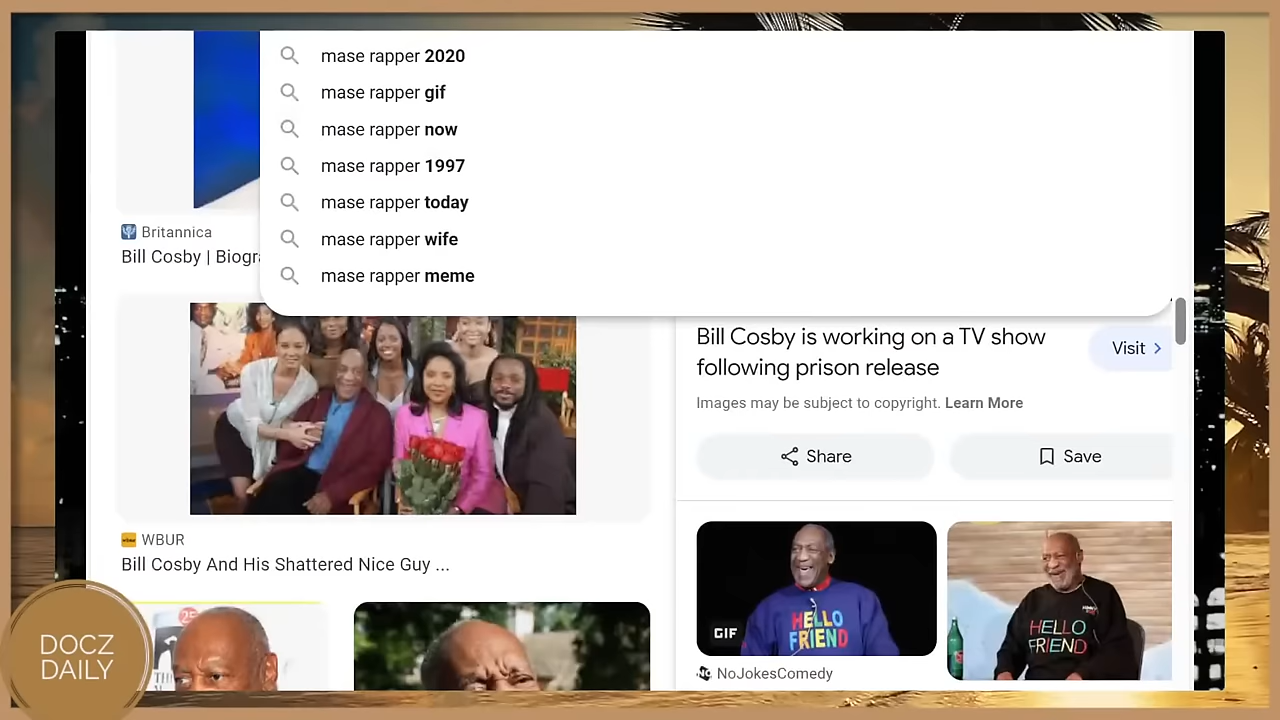 mase rapper 2020
mase rapper gif
mase rapper now
mase rapper 1997
mase rapper today
mase rapper wife
mase rapper meme
Britannica
Bill Cosby | Biogra
WBUR
Bill Cosby And His Shattered Nice Guy ...
25
Bill Cosby is working on a TV show
following prison release
Visit
Images may be subject to copyright. Learn More
Share
Save
HELLO
FRIEND
GIF
HELLO
FRIEND
NoJokesComedy
DOCZ
DAILY